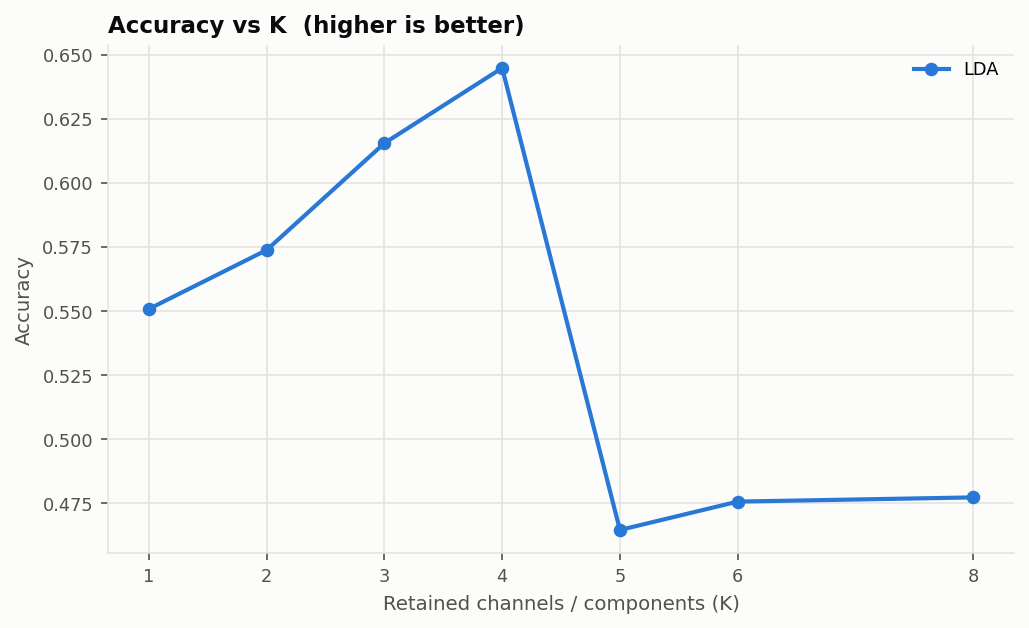 Accuracy vs K  (higher is better)
LDA
0.650
0.625
0.600
0.575
0.550
0.525
0.500
0.475
Accuracy
1 2 3 4 5 6 8
Retained channels / components (K)